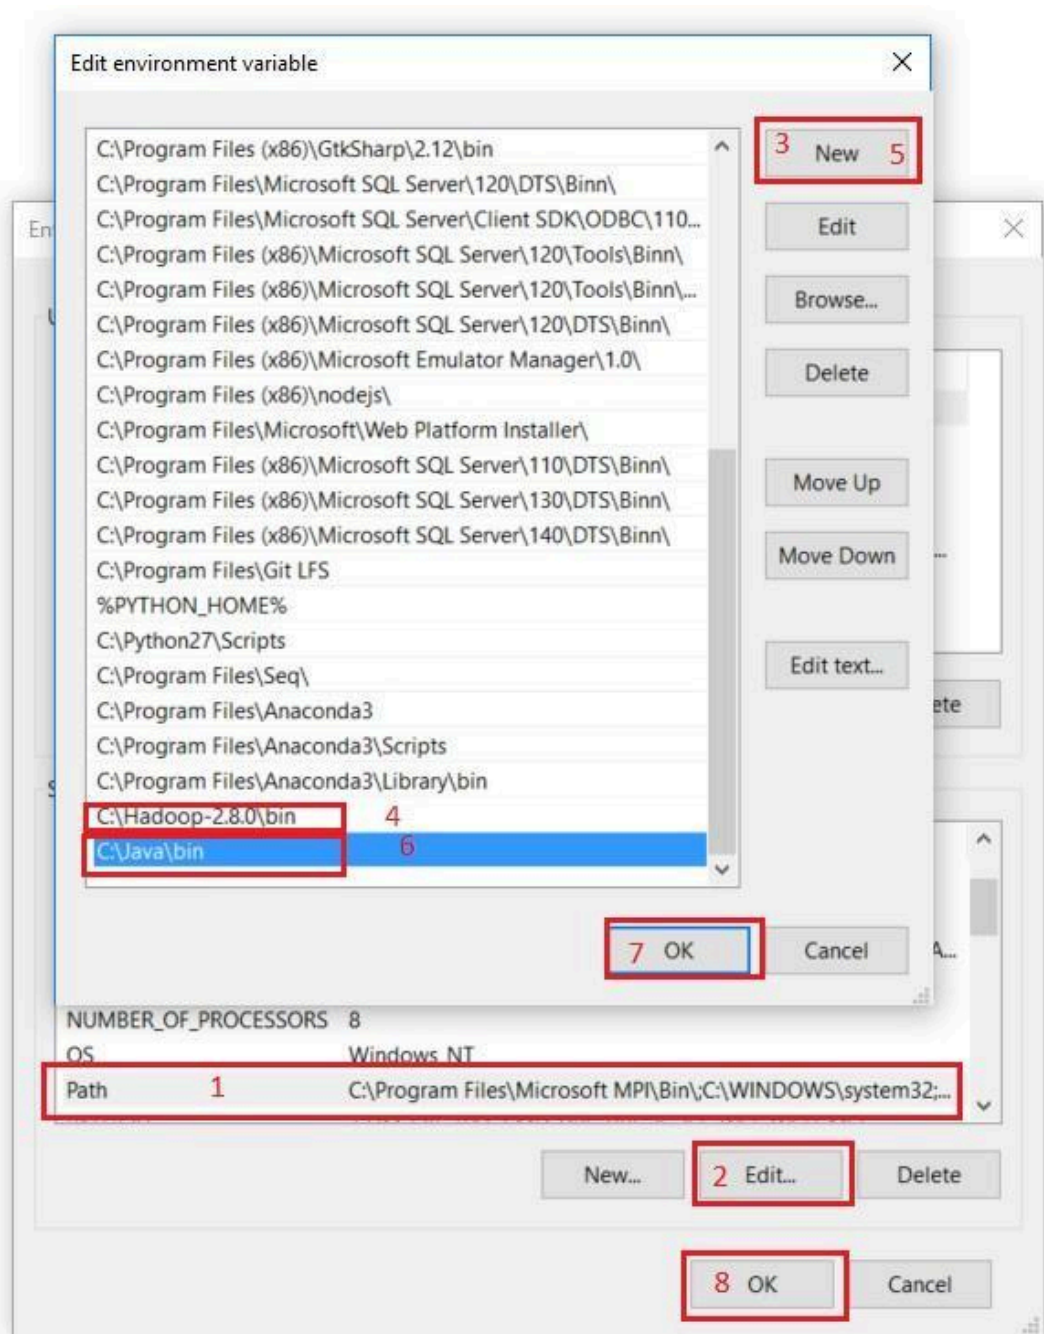 Edit environment variable
C:\Program Files (x86)\GtkSharp\2.12\bin
C:\Program Files\Microsoft SQL Server\120\DTS\Binn\
C:\Program Files\Microsoft SQL Server\Client SDK\ODBC\110...
C:\Program Files (x86)\Microsoft SQL Server\120\Tools\Binn\
C:\Program Files (x86)\Microsoft SQL Server\120\Tools\Binn\...
C:\Program Files (x86)\Microsoft SQL Server\120\DTS\Binn\
C:\Program Files (x86)\Microsoft Emulator Manager\1.0\
C:\Program Files (x86)\nodejs\
C:\Program Files\Microsoft\Web Platform Installer\
C:\Program Files (x86)\Microsoft SQL Server\110\DTS\Binn\
C:\Program Files (x86)\Microsoft SQL Server\130\DTS\Binn\
C:\Program Files (x86)\Microsoft SQL Server\140\DTS\Binn\
C:\Program Files\Git LFS
%PYTHON_HOME%
C:\Python27\Scripts
C:\Program Files\Seq\
C:\Program Files\Anaconda3
C:\Program Files\Anaconda3\Scripts
C:\Program Files\Anaconda3\Library\bin
C:\Hadoop-2.8.0\bin 4
C:\Java\bin 6
3 New 5
Edit
Browse...
Delete
Move Up
Move Down
Edit text...
7 OK
Cancel
En
...
ete
A...
NUMBER_OF_PROCESSORS 8
OS Windows_NT
Path 1 C:\Program Files\Microsoft MPI\Bin\;C:\WINDOWS\system32;...
New...
2 Edit...
Delete
8 OK
Cancel